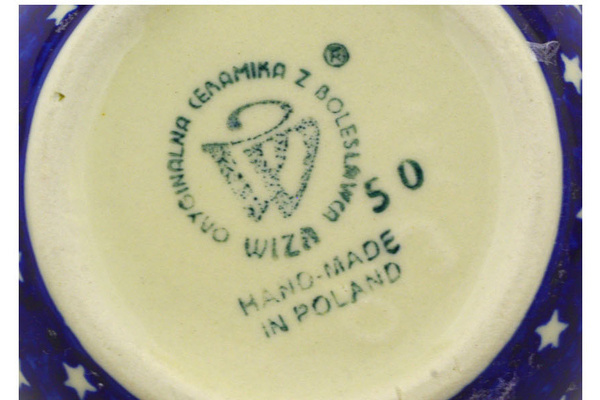 ORYGINALNA CERAMIKA Z BOLESŁAWCA
®
WIZA
50
HAND-MADE
IN POLAND